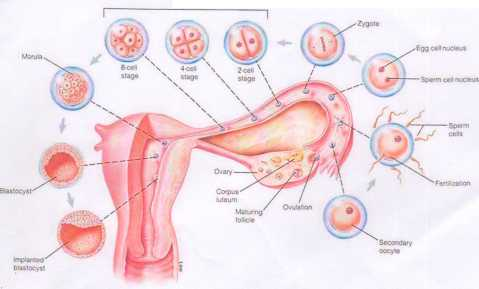 Zygote
Egg cell nucleus
Sperm cell nucleus
Morula
8-cell
stage
4-cell
stage
2-cell
stage
Sperm
cells
Fertilization
Ovary
Corpus
luteum
Maturing
follicle
Ovulation
Secondary
oocyte
Blastocyst
Implanted
blastocyst